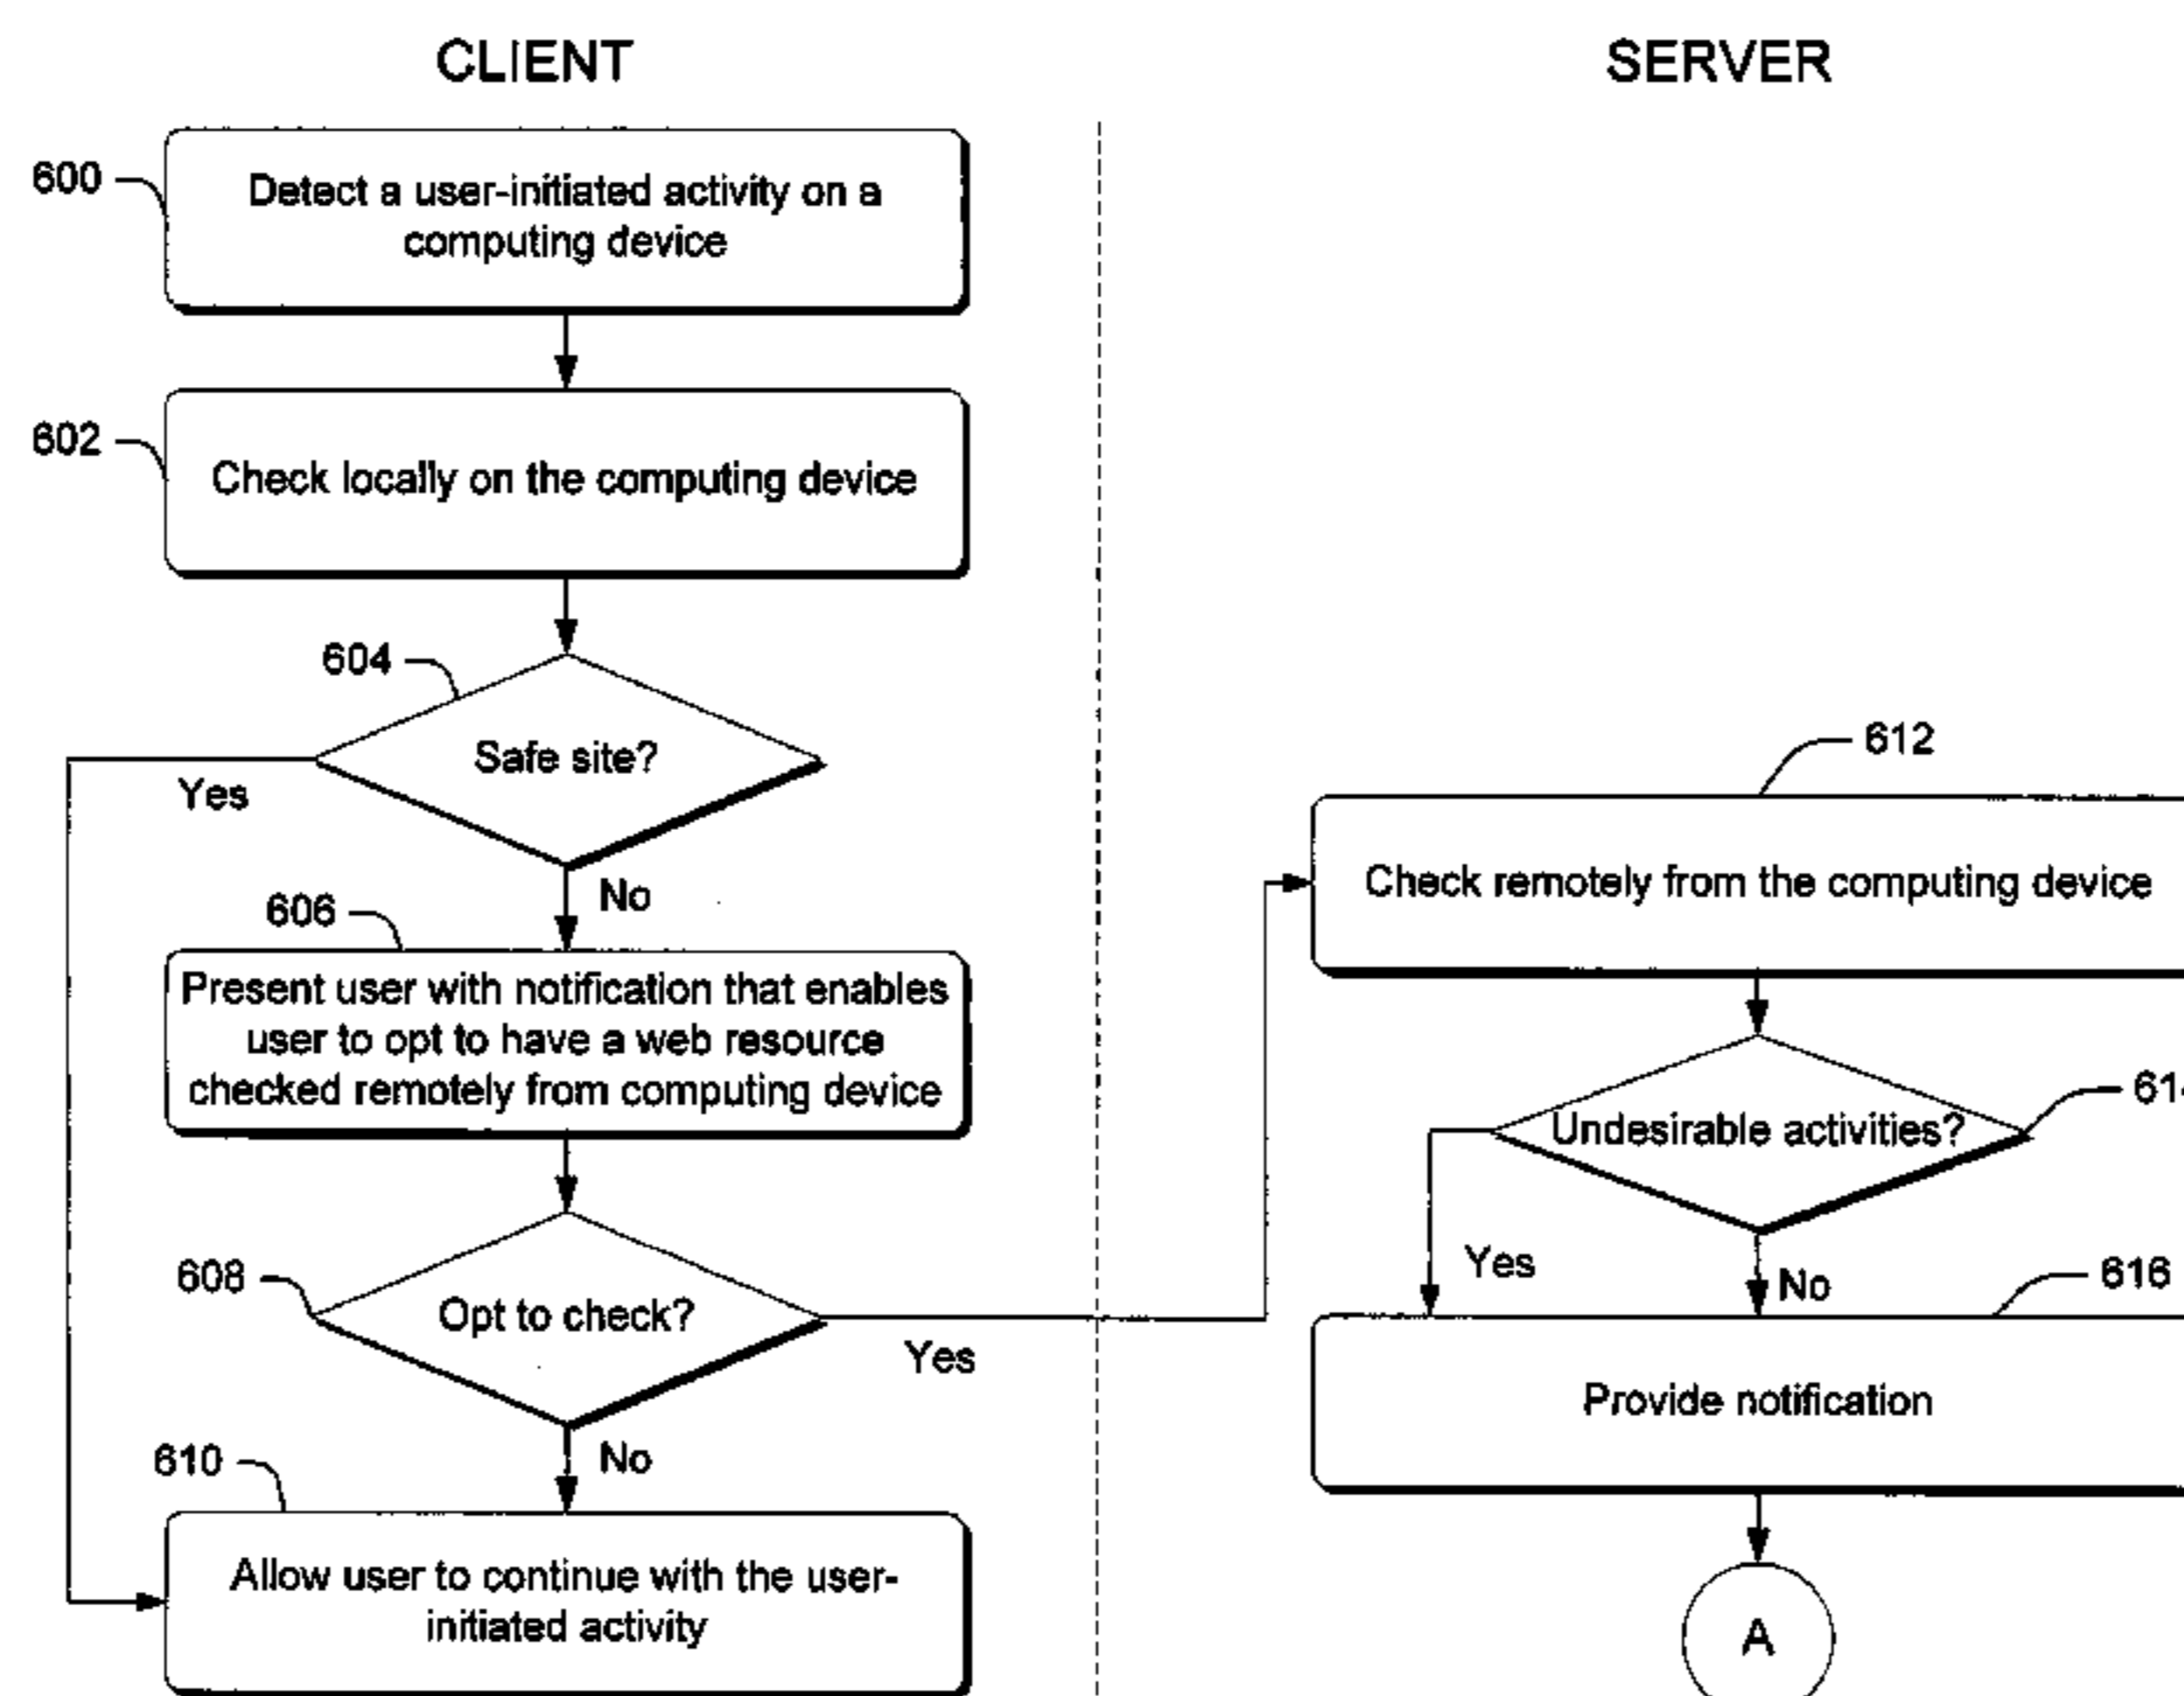 CLIENT
SERVER
600
Detect a user-initiated activity on a
computing device
602
Check locally on the computing device
604
Safe site?
Yes
No
606
Present user with notification that enables
user to opt to have a web resource
checked remotely from computing device
608
Opt to check?
Yes
No
610
Allow user to continue with the user-
initiated activity
612
Check remotely from the computing device
Undesirable activities?
Yes
No
616
Provide notification
A